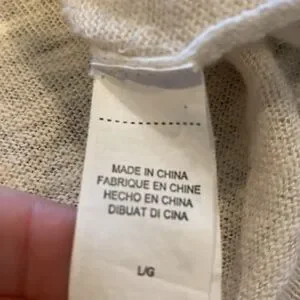 MADE IN CHINA
FABRIQUE EN CHINE
HECHO EN CHINA
DIBUAT DI CINA
L/G